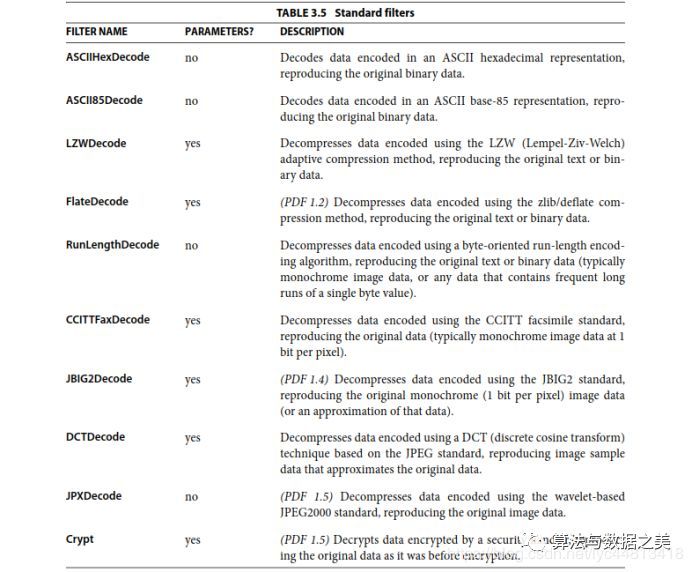 TABLE 3.5 Standard filters
FILTER NAME PARAMETERS? DESCRIPTION
ASCIIHexDecode no Decodes data encoded in an ASCII hexadecimal representation,
reproducing the original binary data.
ASCII85Decode no Decodes data encoded in an ASCII base-85 representation, repro-
ducing the original binary data.
LZWDecode yes Decompresses data encoded using the LZW (Lempel-Ziv-Welch)
adaptive compression method, reproducing the original text or bin-
ary data.
FlateDecode yes (PDF 1.2) Decompresses data encoded using the zlib/deflate com-
pression method, reproducing the original text or binary data.
RunLengthDecode no Decompresses data encoded using a byte-oriented run-length encod-
ing algorithm, reproducing the original text or binary data (typically
monochrome image data, or any data that contains frequent long
runs of a single byte value).
CCITTFaxDecode yes Decompresses data encoded using the CCITT facsimile standard,
reproducing the original data (typically monochrome image data at 1
bit per pixel).
JBIG2Decode yes (PDF 1.4) Decompresses data encoded using the JBIG2 standard,
reproducing the original monochrome (1 bit per pixel) image data
(or an approximation of that data).
DCTDecode yes Decompresses data encoded using a DCT (discrete cosine transform)
technique based on the JPEG standard, reproducing image sample
data that approximates the original data.
JPXDecode no (PDF 1.5) Decompresses data encoded using the wavelet-based
JPEG2000 standard, reproducing the original image data.
Crypt yes (PDF 1.5) Decrypts data encrypted by a security
ing the original data as it was before encryption.
算法与数据之美